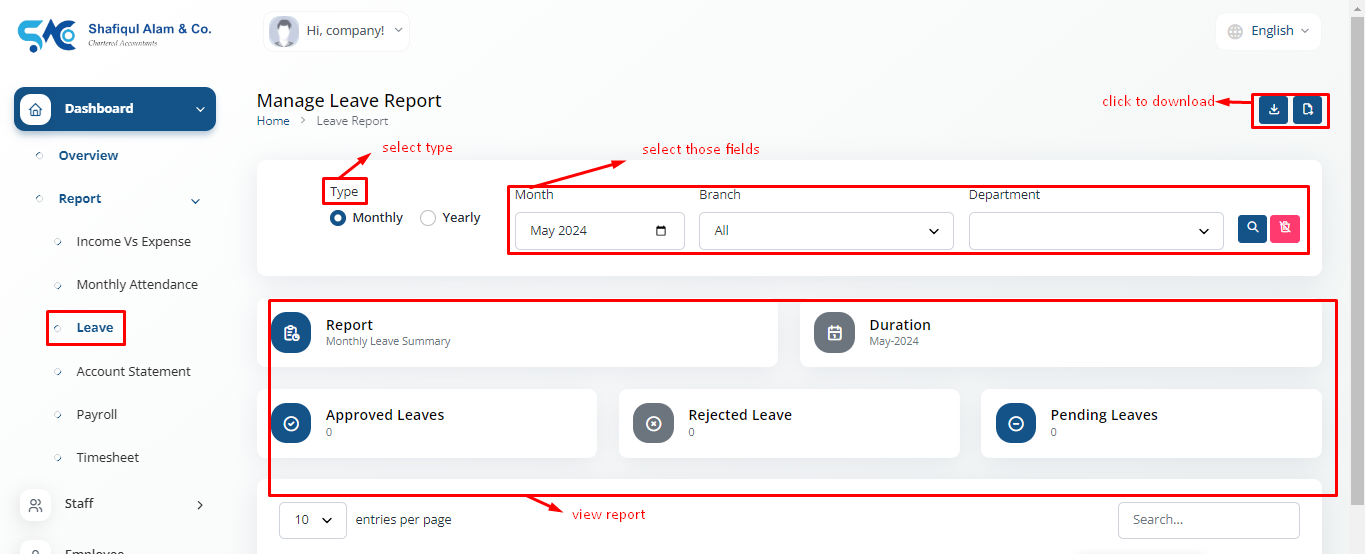 Shafiqul Alam & Co.
Chartered Accountants
Hi, company!
English
Dashboard
Overview
Report
Income Vs Expense
Monthly Attendance
Leave
Account Statement
Payroll
Timesheet
Staff
Employee
Manage Leave Report
Home > Leave Report
click to download
select type
select those fields
Type
Monthly Yearly
Month Branch Department
May 2024 All
Report
Monthly Leave Summary
Duration
May-2024
Approved Leaves
0
Rejected Leave
0
Pending Leaves
0
view report
10 entries per page
Search...